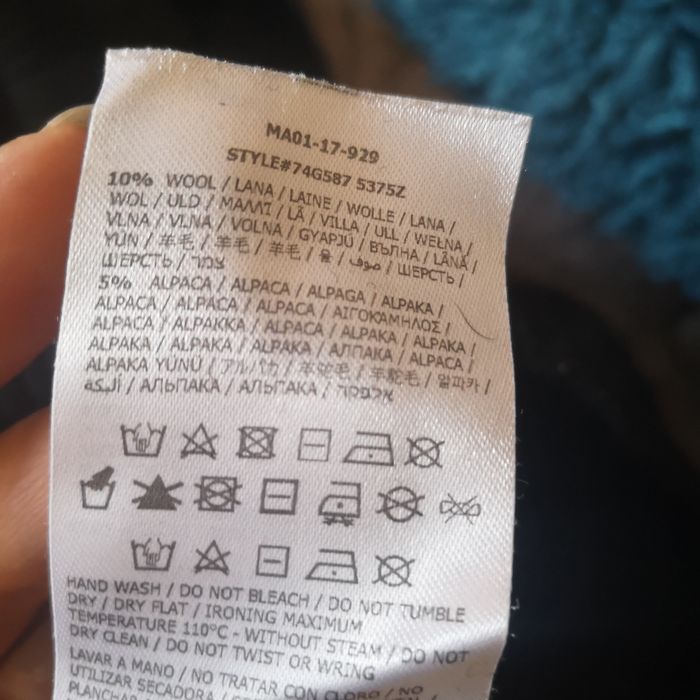 MA01-17-929
STYLE#74G587 5375Z
10% WOOL / LANA / LAINE / WOLLE / LANA /
WOL / ULD / ΜΑΛΛΙ / LÃ / VILLA / ULL / WEŁNA /
VLNA / VLNA / VOLNA / GYAPJÚ / ВЪЛНА / LÂNĂ /
YÜN / 羊毛 / 羊毛 / 羊毛 / 울 / صوف / ШЕРСТЬ /
ШЕРСТЬ / צמר
5% ALPACA / ALPACA / ALPAGA / ALPAKA /
ALPACA / ALPACA / ALPACA / ΑΙΓΟΚΑΜΗΛΟΣ /
ALPACA / ALPAKKA / ALPACKA / ALPAKA /
ALPAKA / ALPAKA / ALPAKA / АЛПАКА / ALPACA /
ALPAKA YÜNÜ / アルパカ / 羊驼毛 / 羊駝毛 / 알파카 /
ألبكة / АЛЬПАКА / АЛЬПАКА / אלפקה
HAND WASH / DO NOT BLEACH / DO NOT TUMBLE
DRY / DRY FLAT / IRONING MAXIMUM
TEMPERATURE 110°C - WITHOUT STEAM / DO NOT
DRY CLEAN / DO NOT TWIST OR WRING
LAVAR A MANO / NO TRATAR CON CLORO / NO
UTILIZAR SECADORA /
PLANCHAR